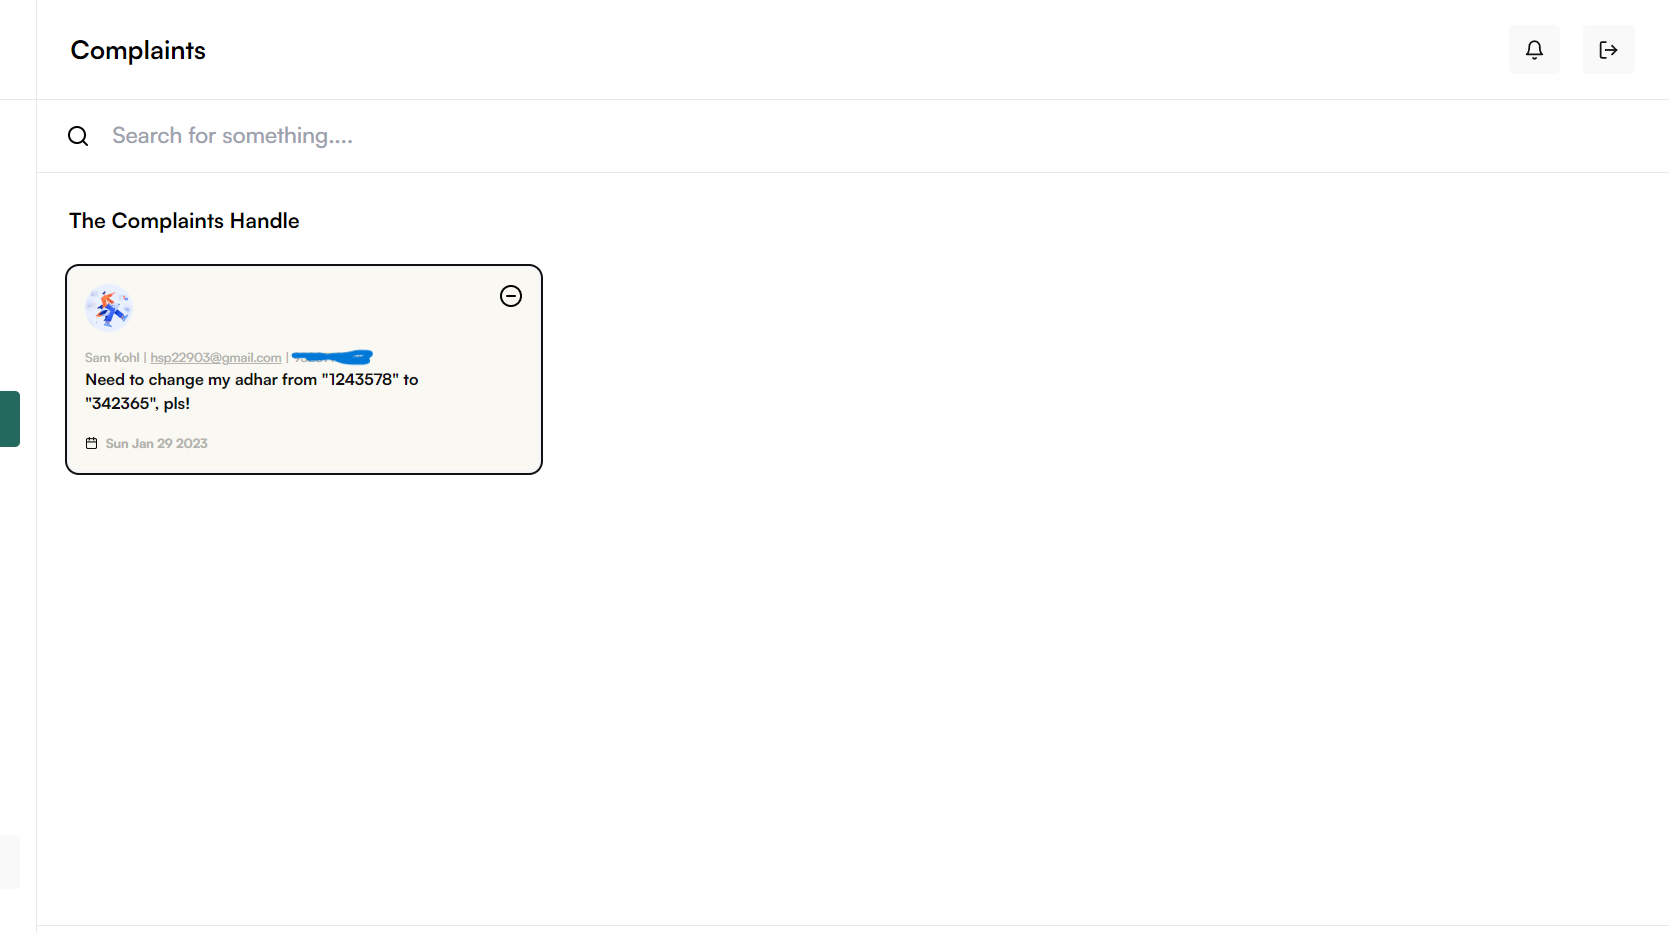 Complaints
Search for something....
The Complaints Handle
Sam Kohl | hsp22903@gmail.com |
Need to change my adhar from "1243578" to
"342365", pls!
Sun Jan 29 2023